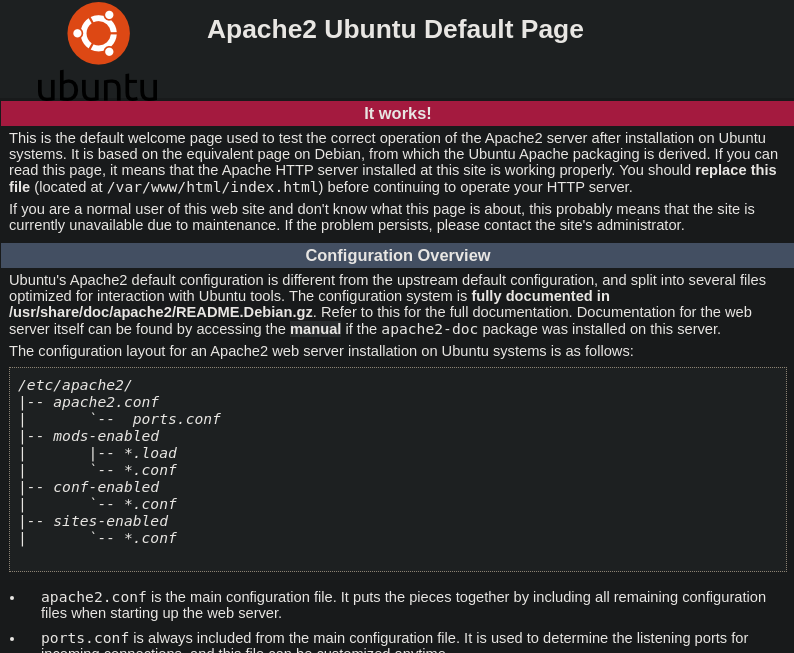 Apache2 Ubuntu Default Page
ubuntu
It works!
This is the default welcome page used to test the correct operation of the Apache2 server after installation on Ubuntu
systems. It is based on the equivalent page on Debian, from which the Ubuntu Apache packaging is derived. If you can
read this page, it means that the Apache HTTP server installed at this site is working properly. You should replace this
file (located at /var/www/html/index.html) before continuing to operate your HTTP server.
If you are a normal user of this web site and don't know what this page is about, this probably means that the site is
currently unavailable due to maintenance. If the problem persists, please contact the site's administrator.
Configuration Overview
Ubuntu's Apache2 default configuration is different from the upstream default configuration, and split into several files
optimized for interaction with Ubuntu tools. The configuration system is fully documented in
/usr/share/doc/apache2/README.Debian.gz. Refer to this for the full documentation. Documentation for the web
server itself can be found by accessing the manual if the apache2-doc package was installed on this server.
The configuration layout for an Apache2 web server installation on Ubuntu systems is as follows:
/etc/apache2/
|-- apache2.conf
|       `--  ports.conf
|-- mods-enabled
|       |-- *.load
|       `-- *.conf
|-- conf-enabled
|       `-- *.conf
|-- sites-enabled
|       `-- *.conf
• apache2.conf is the main configuration file. It puts the pieces together by including all remaining configuration
files when starting up the web server.
• ports.conf is always included from the main configuration file. It is used to determine the listening ports for
incoming connections, and this file can be customized anytime.